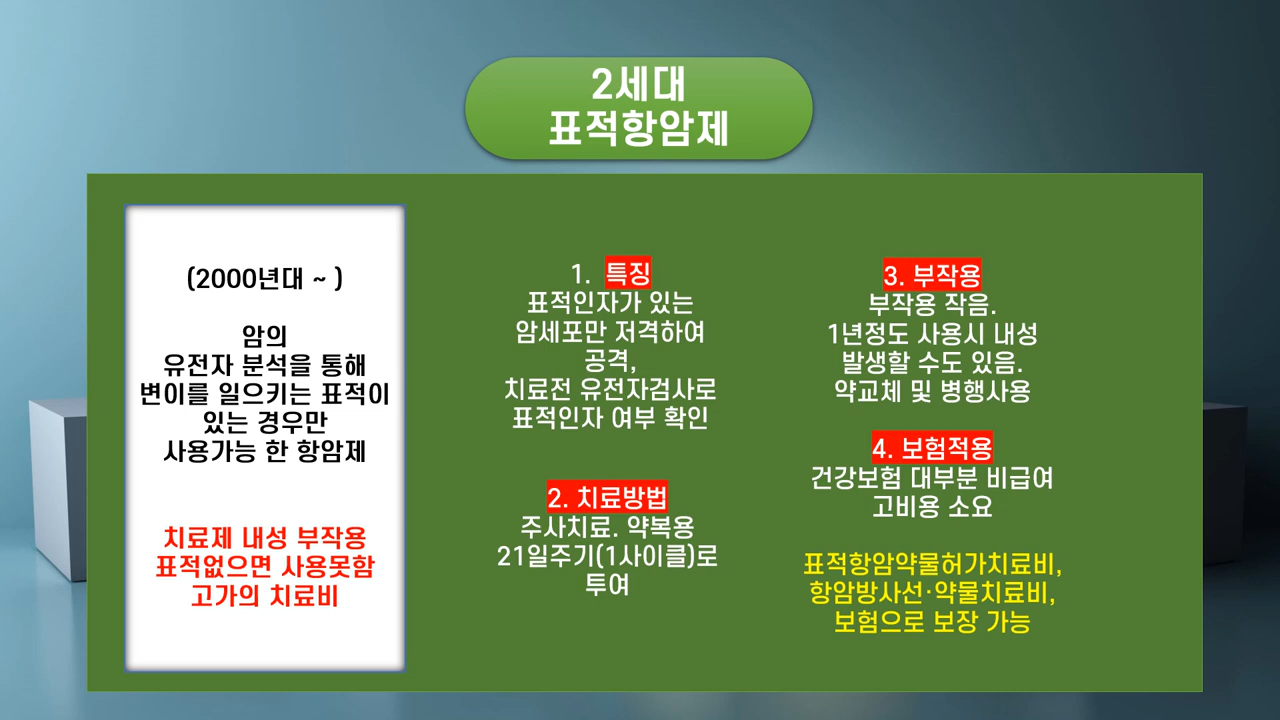 2세대
표적항암제
(2000년대 ~ )
암의
유전자 분석을 통해
변이를 일으키는 표적이
있는 경우만
사용가능 한 항암제
치료제 내성 부작용
표적없으면 사용못함
고가의 치료비
1. 특징
표적인자가 있는
암세포만 저격하여
공격,
치료전 유전자검사로
표적인자 여부 확인
2. 치료방법
주사치료. 약복용
21일주기(1사이클)로
투여
3. 부작용
부작용 작음.
1년정도 사용시 내성
발생할 수도 있음.
약교체 및 병행사용
4. 보험적용
건강보험 대부분 비급여
고비용 소요
표적항암약물허가치료비,
항암방사선·약물치료비,
보험으로 보장 가능